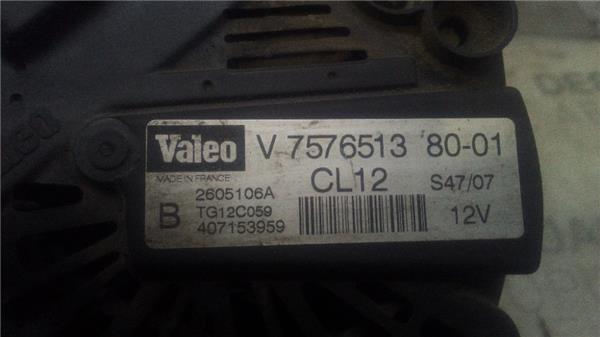 Valeo V 7576513 80-01
MADE IN FRANCE
CL12 S47/07
2605106A
B TG12C059
12V
407153959